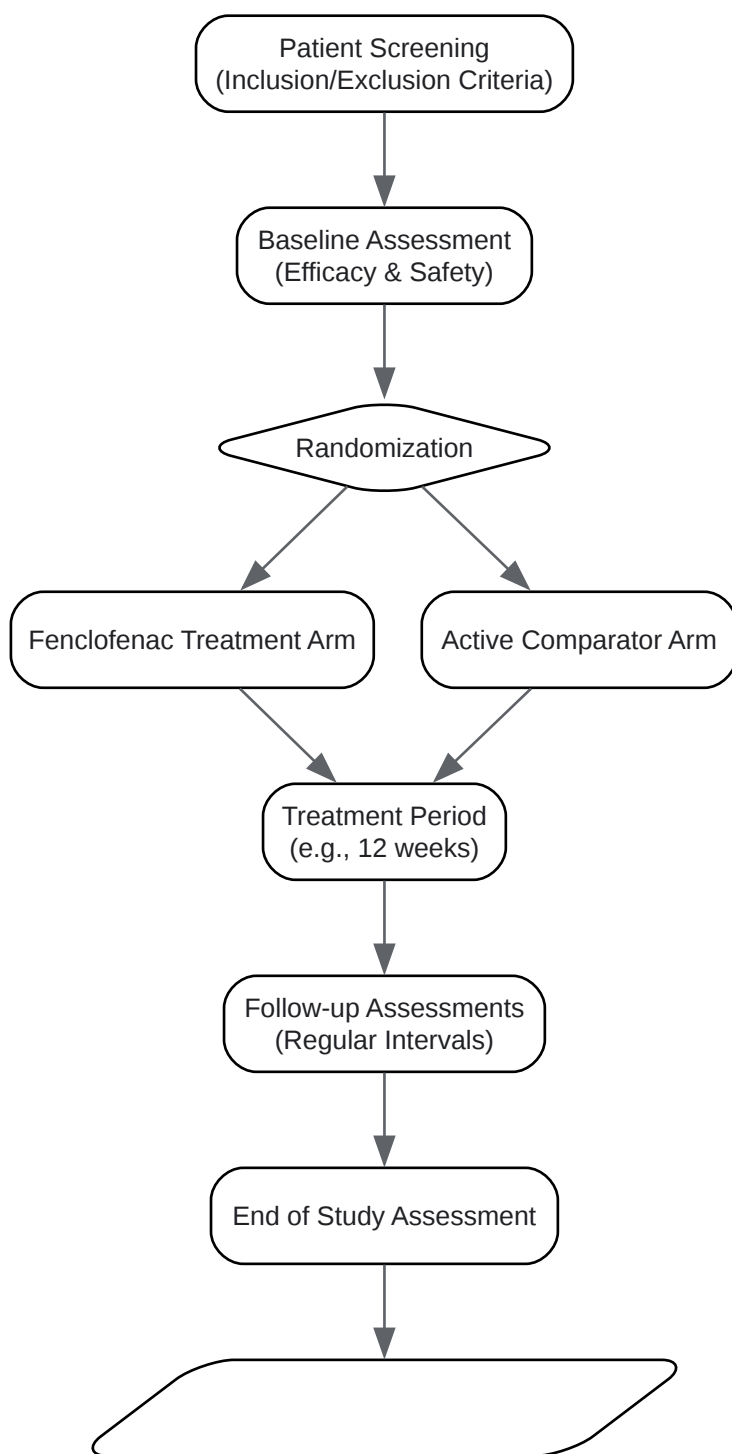 Patient Screening
(Inclusion/Exclusion Criteria)
Baseline Assessment
(Efficacy & Safety)
Randomization
Fenclofenac Treatment Arm
Active Comparator Arm
Treatment Period
(e.g., 12 weeks)
Follow-up Assessments
(Regular Intervals)
End of Study Assessment